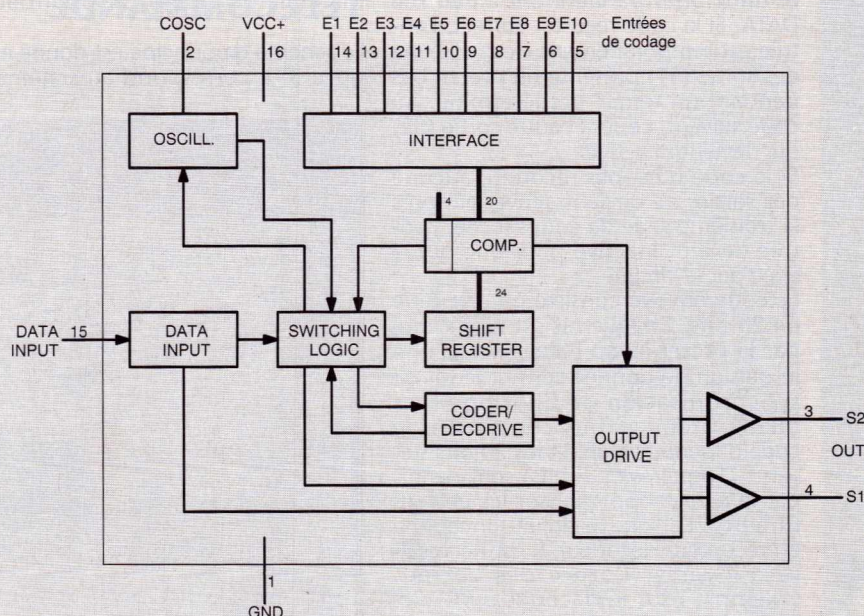 COSC VCC+ E1 E2 E3 E4 E5 E6 E7 E8 E9 E10 Entrées
de codage
2 16 14 13 12 11 10 9 8 7 6 5
OSCILL.
INTERFACE
4 20
COMP.
24
DATA
INPUT
15
DATA
INPUT
SWITCHING
LOGIC
SHIFT
REGISTER
CODER/
DECDRIVE
OUTPUT
DRIVE
3 S2
OUT
4 S1
1
GND